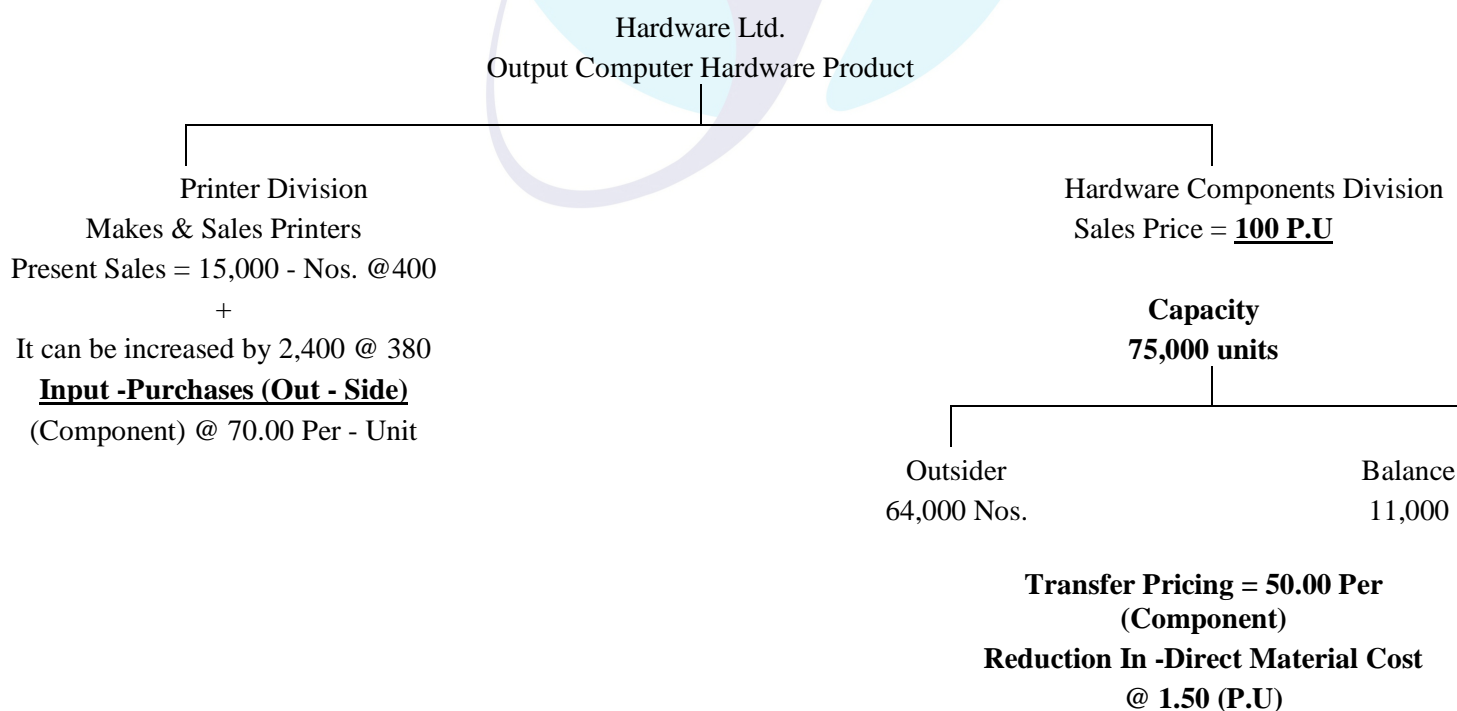 Hardware Ltd.
Output Computer Hardware Product
Printer Division
Makes & Sales Printers
Present Sales = 15,000 - Nos. @400
+
It can be increased by 2,400 @ 380
Input -Purchases (Out - Side)
(Component) @ 70.00 Per - Unit
Hardware Components Division
Sales Price = 100 P.U
Capacity
75,000 units
Outsider
64,000 Nos.
Balance
11,000
Transfer Pricing = 50.00 Per
(Component)
Reduction In -Direct Material Cost
@ 1.50 (P.U)